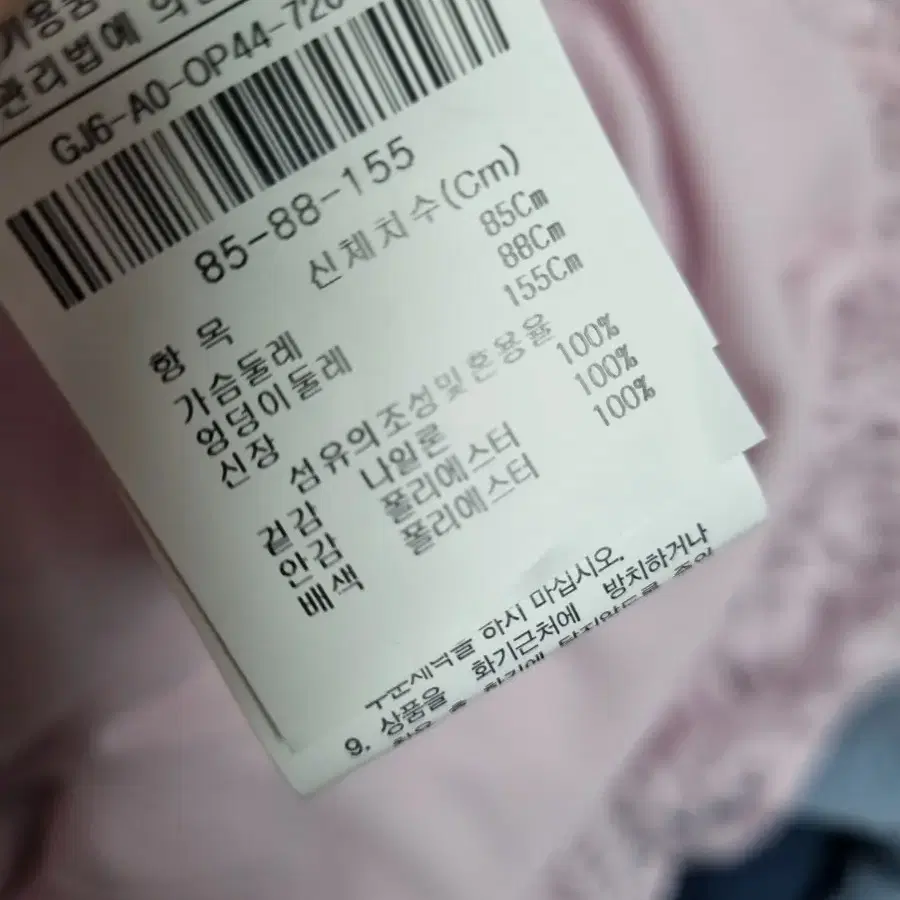 관리법에 의
GJ6-A0-OP44-720
85-88-155
항 목 신체치수(Cm)
가슴둘레 85Cm
엉덩이둘레 88Cm
신장 155Cm
섬유의조성및혼용율
겉감 나일론 100%
안감 폴리에스터 100%
배색 폴리에스터 100%
하시 마십시오.
9. 상품을 화기근처에 방치하거나